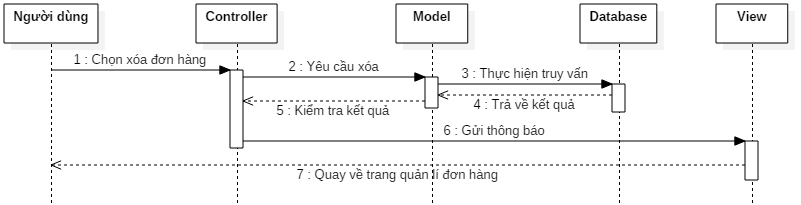 Người dùng
Controller
Model
Database
View
1 : Chọn xóa đơn hàng
2 : Yêu cầu xóa
3 : Thực hiện truy vấn
4 : Trả về kết quả
5 : Kiểm tra kết quả
6 : Gửi thông báo
7 : Quay về trang quản lí đơn hàng